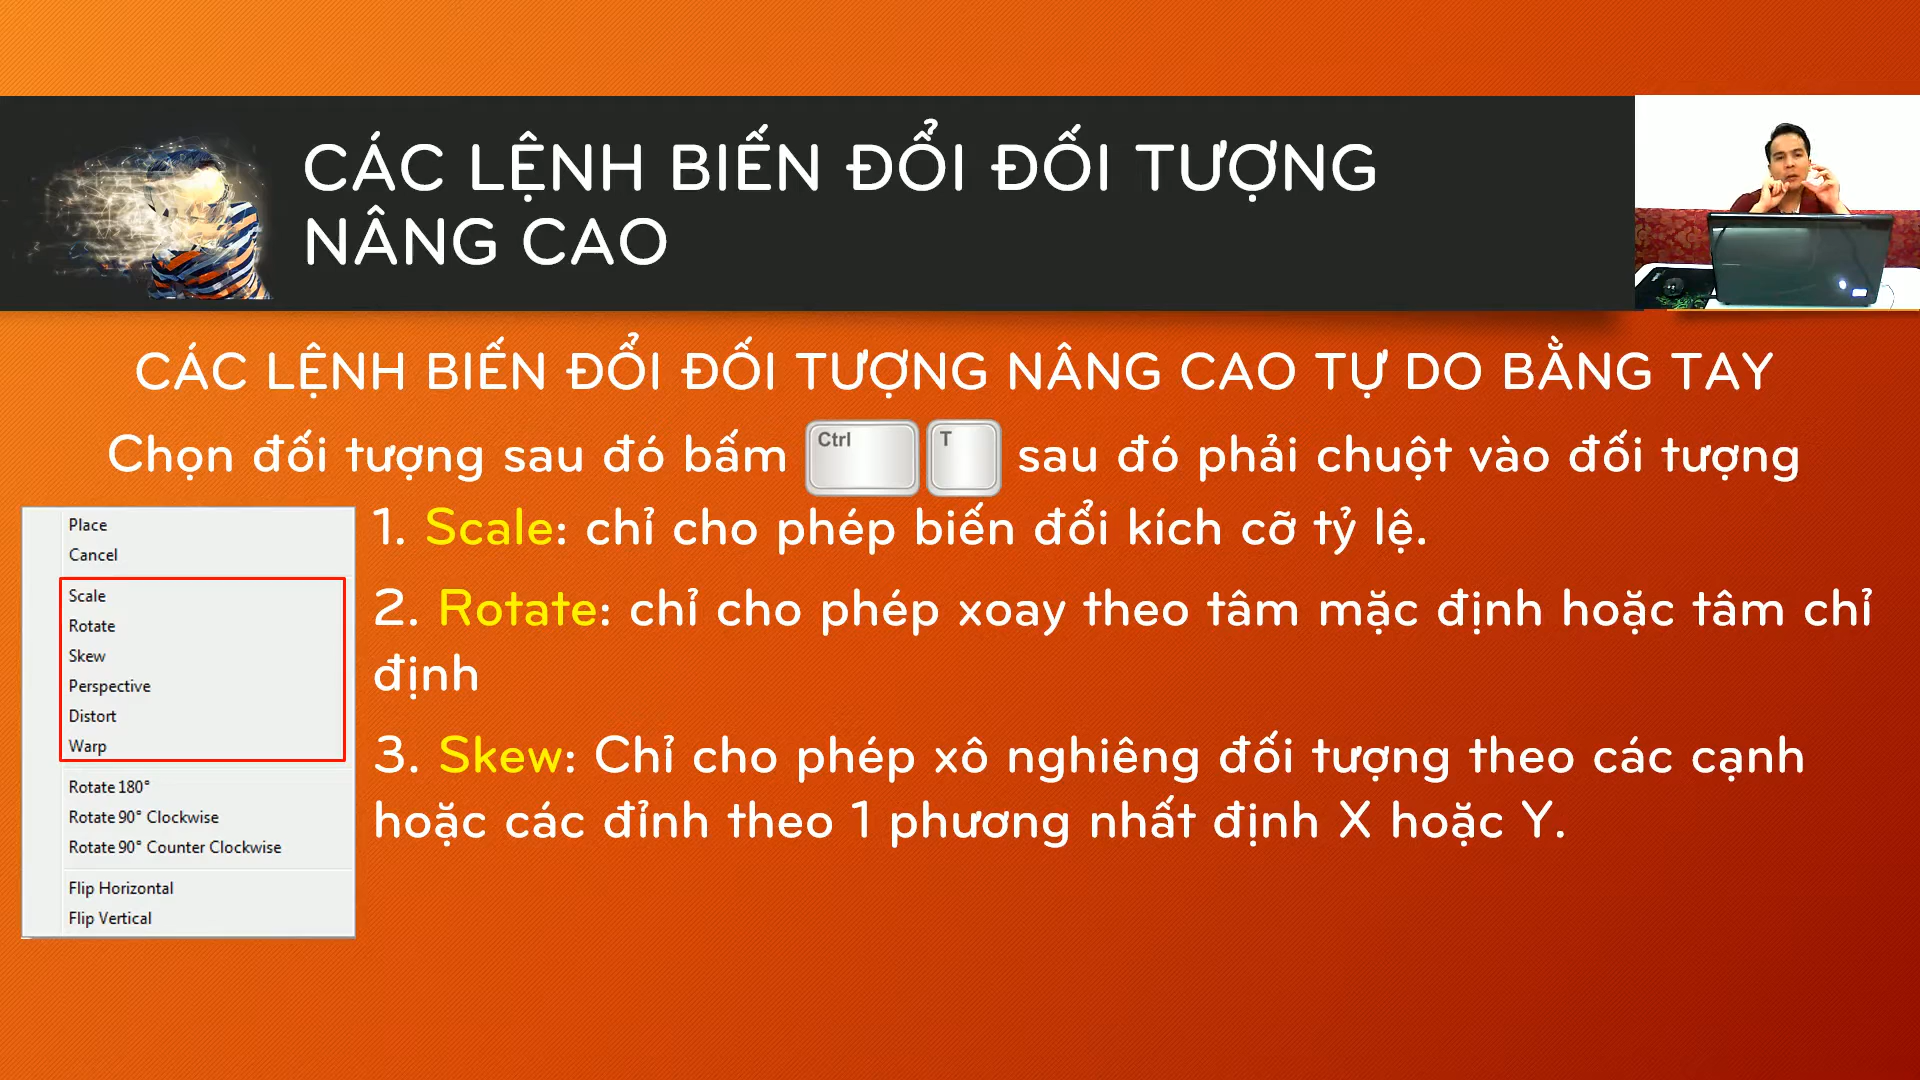 CÁC LỆNH BIẾN ĐỔI ĐỐI TƯỢNG
NÂNG CAO
CÁC LỆNH BIẾN ĐỔI ĐỐI TƯỢNG NÂNG CAO TỰ DO BẰNG TAY
Chọn đối tượng sau đó bấm Ctrl T sau đó phải chuột vào đối tượng
Place
Cancel
Scale
Rotate
Skew
Perspective
Distort
Warp
Rotate 180°
Rotate 90° Clockwise
Rotate 90° Counter Clockwise
Flip Horizontal
Flip Vertical
1. Scale: chỉ cho phép biến đổi kích cỡ tỷ lệ.
2. Rotate: chỉ cho phép xoay theo tâm mặc định hoặc tâm chỉ
định
3. Skew: Chỉ cho phép xô nghiêng đối tượng theo các cạnh
hoặc các đỉnh theo 1 phương nhất định X hoặc Y.